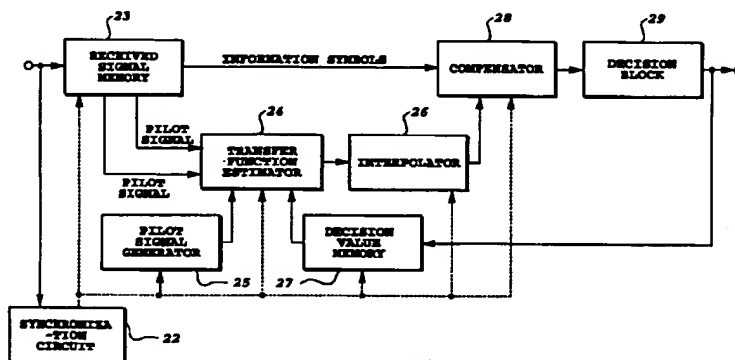 23
RECEIVED
SIGNAL
MEMORY
INFORMATION SYMBOLS
28
COMPENSATOR
29
DECISION
BLOCK
PILOT
SIGNAL
PILOT
SIGNAL
24
TRANSFER
FUNCTION
ESTIMATOR
26
INTERPOLATOR
PILOT
SIGNAL
GENERATOR
25
DECISION
VALUE
MEMORY
27
SYNCHRONIZA
-TION
CIRCUIT
22